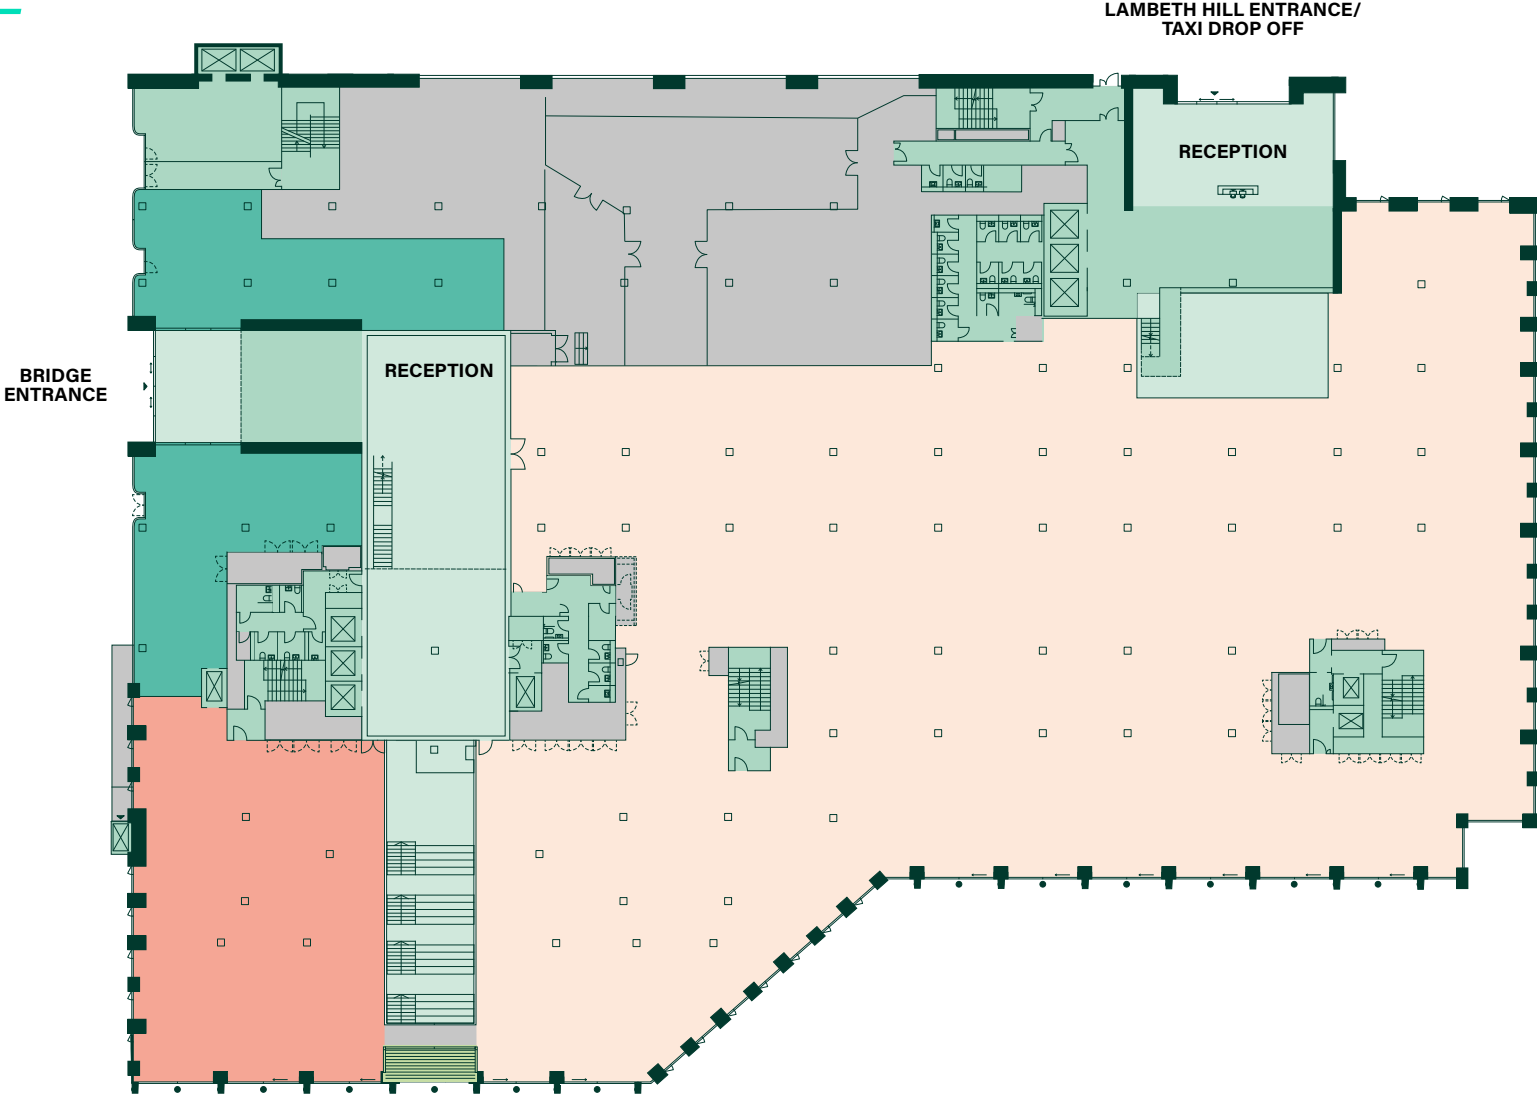 LAMBETH HILL ENTRANCE/
TAXI DROP OFF
RECEPTION
BRIDGE
ENTRANCE
RECEPTION